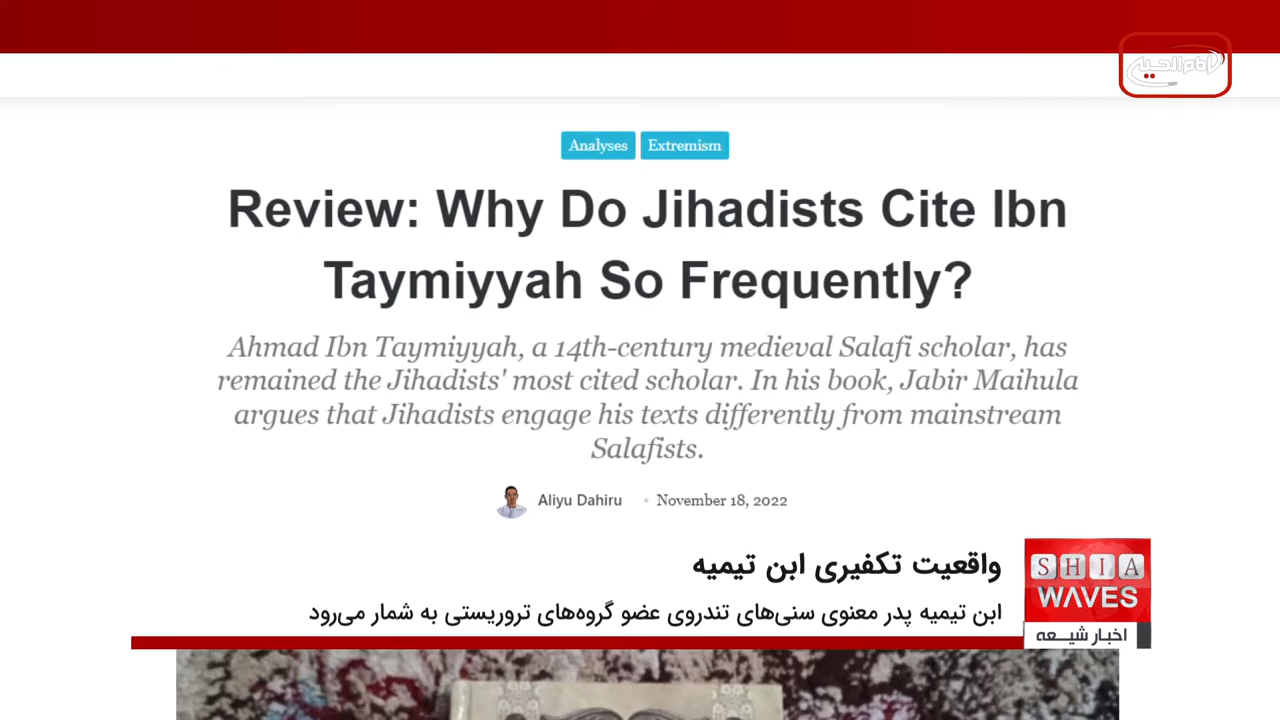 امام الحسین
Analyses Extremism
Review: Why Do Jihadists Cite Ibn
Taymiyyah So Frequently?
Ahmad Ibn Taymiyyah, a 14th-century medieval Salafi scholar, has
remained the Jihadists' most cited scholar. In his book, Jabir Maihula
argues that Jihadists engage his texts differently from mainstream
Salafists.
Aliyu Dahiru • November 18, 2022
واقعیت تکفیری ابن تیمیه
ابن تیمیه پدر معنوی سنی‌های تندروی عضو گروه‌های تروریستی به شمار می‌رود
SHIA
WAVES
اخبار شیعه